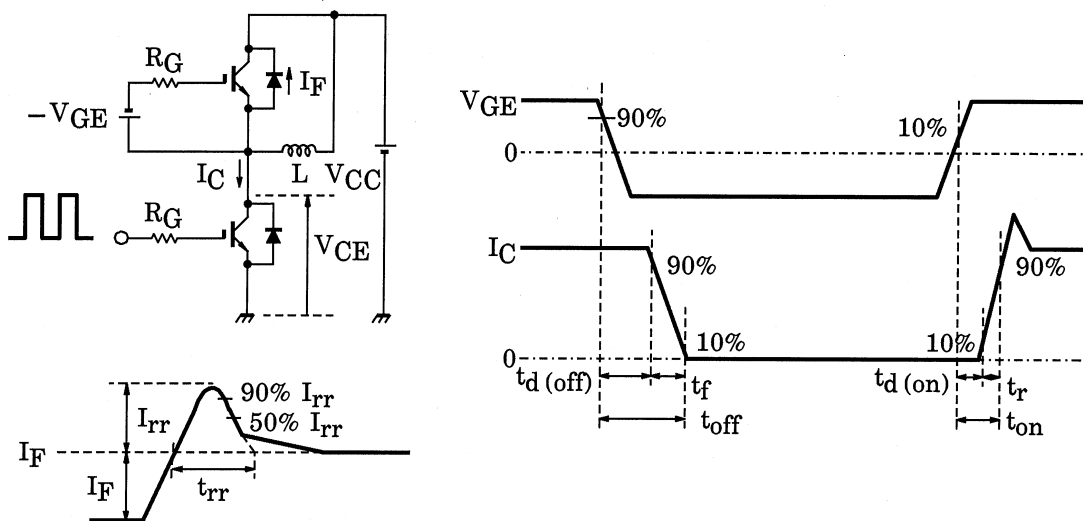 R_G
I_F
−V_GE
I_C
L
V_CC
R_G
V_CE
V_GE
90%
10%
0
I_C
90%
90%
0
10%
10%
t_d (off)
t_f
t_d (on)
t_r
t_off
t_on
90% I_rr
I_rr
50% I_rr
I_F
I_F
t_rr